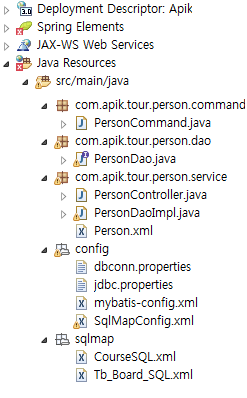 Deployment Descriptor: Apik
Spring Elements
JAX-WS Web Services
Java Resources
src/main/java
com.apik.tour.person.command
PersonCommand.java
com.apik.tour.person.dao
PersonDao.java
com.apik.tour.person.service
PersonController.java
PersonDaoImpl.java
Person.xml
config
dbconn.properties
jdbc.properties
mybatis-config.xml
SqlMapConfig.xml
sqlmap
CourseSQL.xml
Tb_Board_SQL.xml